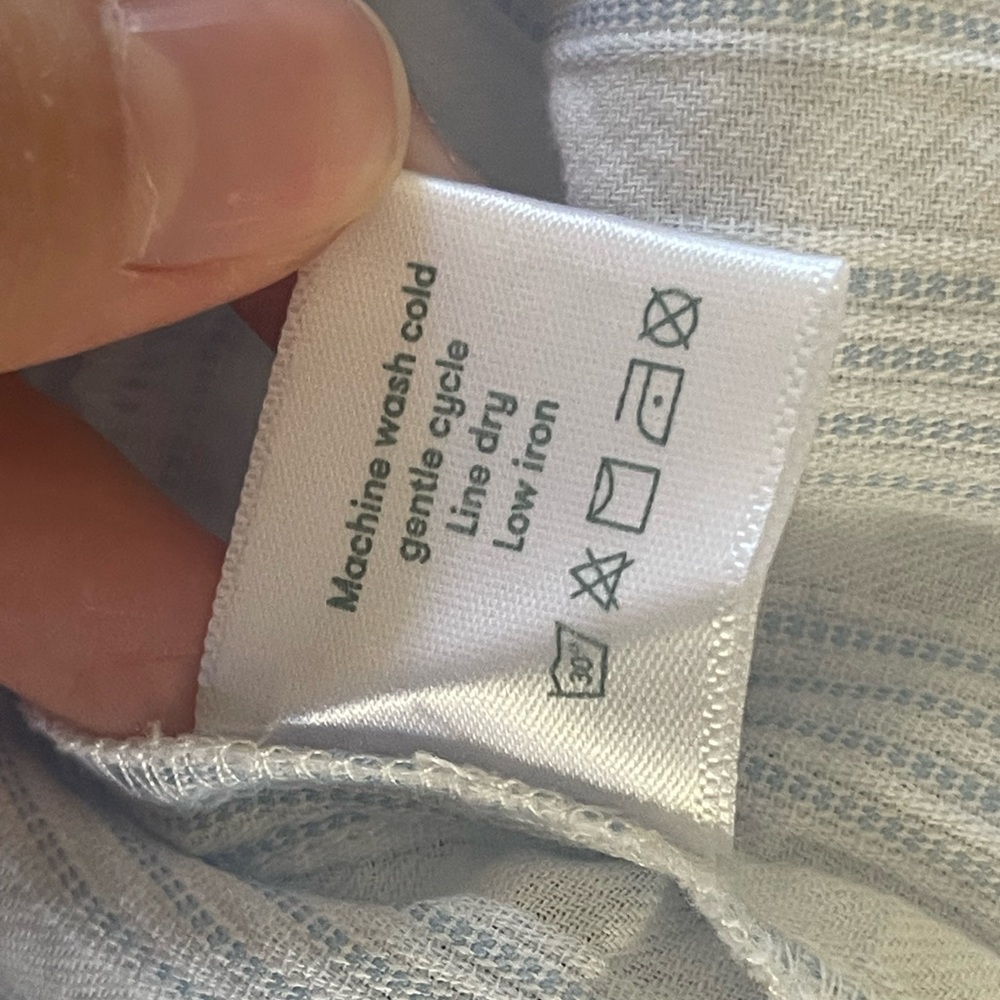 Machine wash cold
gentle cycle
Line dry
Low iron
30°